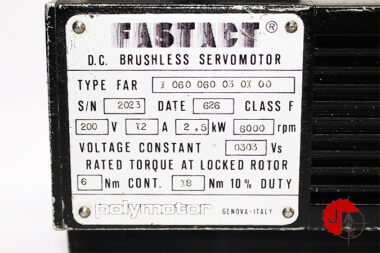 FASTACT®
D.C. BRUSHLESS SERVOMOTOR
TYPE FAR T 060 060 03 01 00
S/N 2023 DATE 626 CLASS F
200 V 12 A 2.5 kW 6000 rpm
VOLTAGE CONSTANT 0303 Vs
RATED TORQUE AT LOCKED ROTOR
6 Nm CONT. 18 Nm 10% DUTY
polymotor GENOVA-ITALY